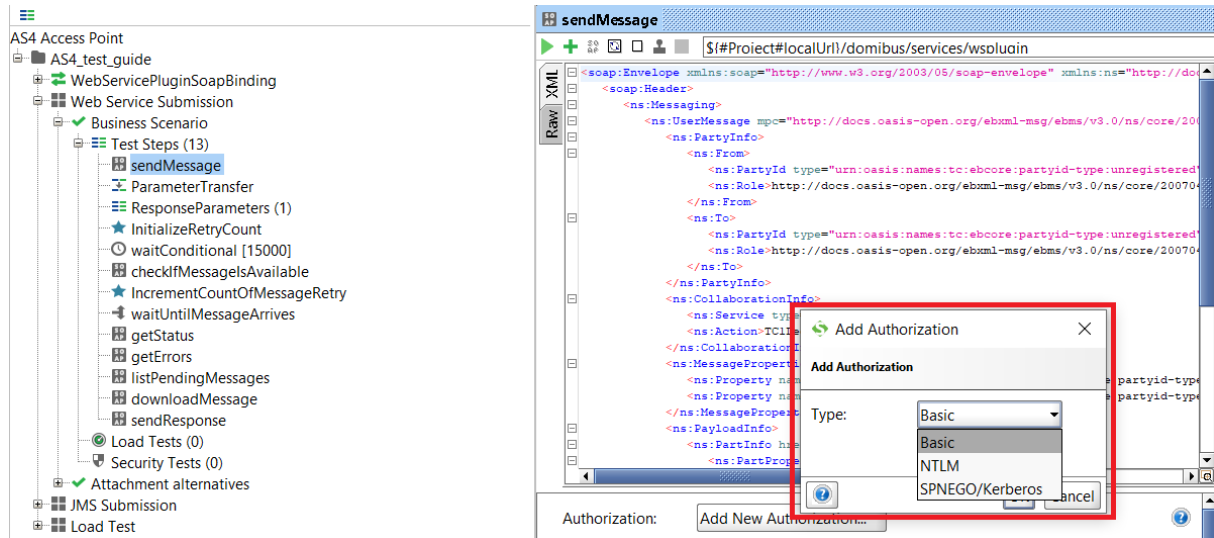 AS4 Access Point
AS4_test_guide
WebServicePluginSoapBinding
Web Service Submission
Business Scenario
Test Steps (13)
sendMessage
ParameterTransfer
ResponseParameters (1)
InitializeRetryCount
waitConditional [15000]
checkIfMessageIsAvailable
IncrementCountOfMessageRetry
waitUntilMessageArrives
getStatus
getErrors
listPendingMessages
downloadMessage
sendResponse
Load Tests (0)
Security Tests (0)
Attachment alternatives
JMS Submission
Load Test
sendMessage
${#Project#localUrl}/domibus/services/wsplugin
XML
Raw
<soap:Envelope xmlns:soap="http://www.w3.org/2003/05/soap-envelope" xmlns:ns="http://doc
<soap:Header>
<ns:Messaging>
<ns:UserMessage mpc="http://docs.oasis-open.org/ebxml-msg/ebms/v3.0/ns/core/200
<ns:PartyInfo>
<ns:From>
<ns:PartyId type="urn:oasis:names:tc:ebcore:partyid-type:unregistered"
<ns:Role>http://docs.oasis-open.org/ebxml-msg/ebms/v3.0/ns/core/200704
</ns:From>
<ns:To>
<ns:PartyId type="urn:oasis:names:tc:ebcore:partyid-type:unregistered"
<ns:Role>http://docs.oasis-open.org/ebxml-msg/ebms/v3.0/ns/core/200704
</ns:To>
</ns:PartyInfo>
<ns:CollaborationInfo>
<ns:Service typ
<ns:Action>TC1Le
</ns:CollaborationI
<ns:MessageProperti
<ns:Property nam e:partyid-type
<ns:Property nam partyid-type
</ns:MessagePropert
<ns:PayloadInfo>
<ns:PartInfo hre
<ns:PartProp
Add Authorization
Add Authorization
Type: Basic
Basic
NTLM
SPNEGO/Kerberos
Cancel
Authorization: Add New Authorization...